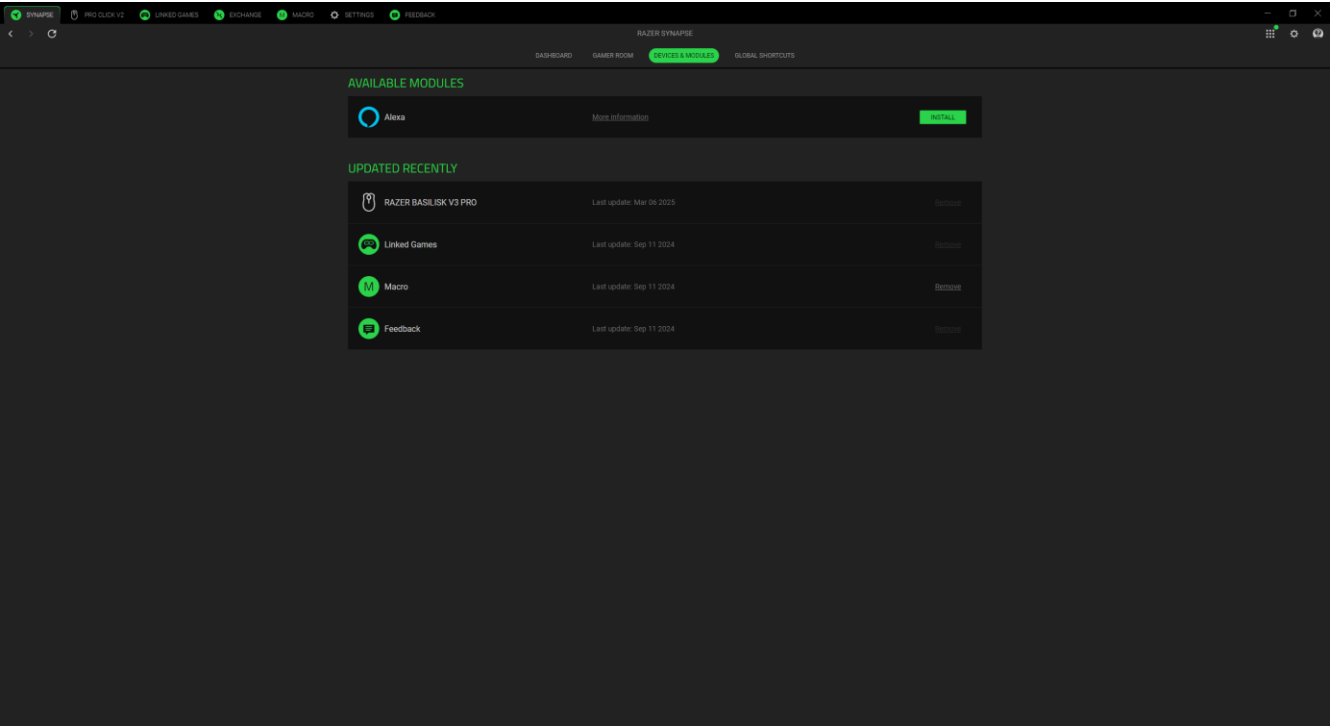 SYNAPSE PRO CLICK V2 LINKED GAMES EXCHANGE MACRO SETTINGS FEEDBACK
RAZER SYNAPSE
DASHBOARD GAMER ROOM DEVICES & MODULES GLOBAL SHORTCUTS
AVAILABLE MODULES
Alexa More information INSTALL
UPDATED RECENTLY
RAZER BASILISK V3 PRO Last update: Mar 06 2025 Remove
Linked Games Last update: Sep 11 2024 Remove
M Macro Last update: Sep 11 2024 Remove
Feedback Last update: Sep 11 2024 Remove